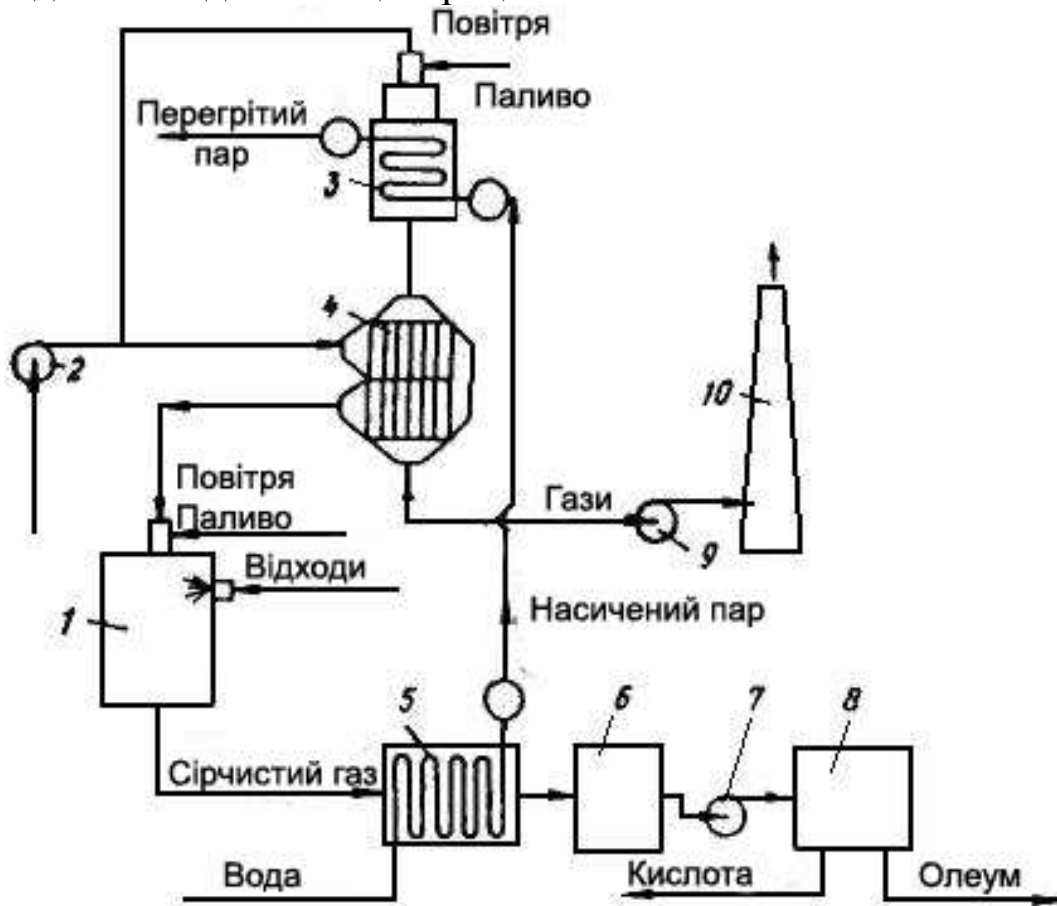 Повітря
Паливо
Перегрітий
пар
3
4
2
10
Повітря
Паливо
Гази
9
Відходи
1
Насичений пар
5
6
7
8
Сірчистий газ
Вода
Кислота
Олеум